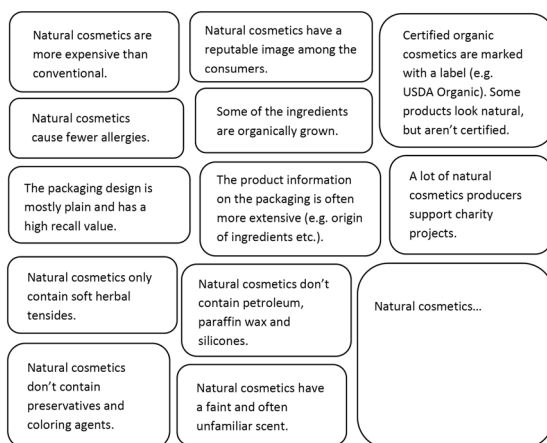 Natural cosmetics are
more expensive than
conventional.
Natural cosmetics have a
reputable image among the
consumers.
Certified organic
cosmetics are marked
with a label (e.g.
USDA Organic). Some
products look natural,
but aren’t certified.
Natural cosmetics
cause fewer allergies.
Some of the ingredients
are organically grown.
The packaging design is
mostly plain and has a
high recall value.
The product information
on the packaging is often
more extensive (e.g. origin
of ingredients etc.).
A lot of natural
cosmetics producers
support charity
projects.
Natural cosmetics only
contain soft herbal
tensides.
Natural cosmetics don’t
contain petroleum,
paraffin wax and
silicones.
Natural cosmetics...
Natural cosmetics
don’t contain
preservatives and
coloring agents.
Natural cosmetics have
a faint and often
unfamiliar scent.